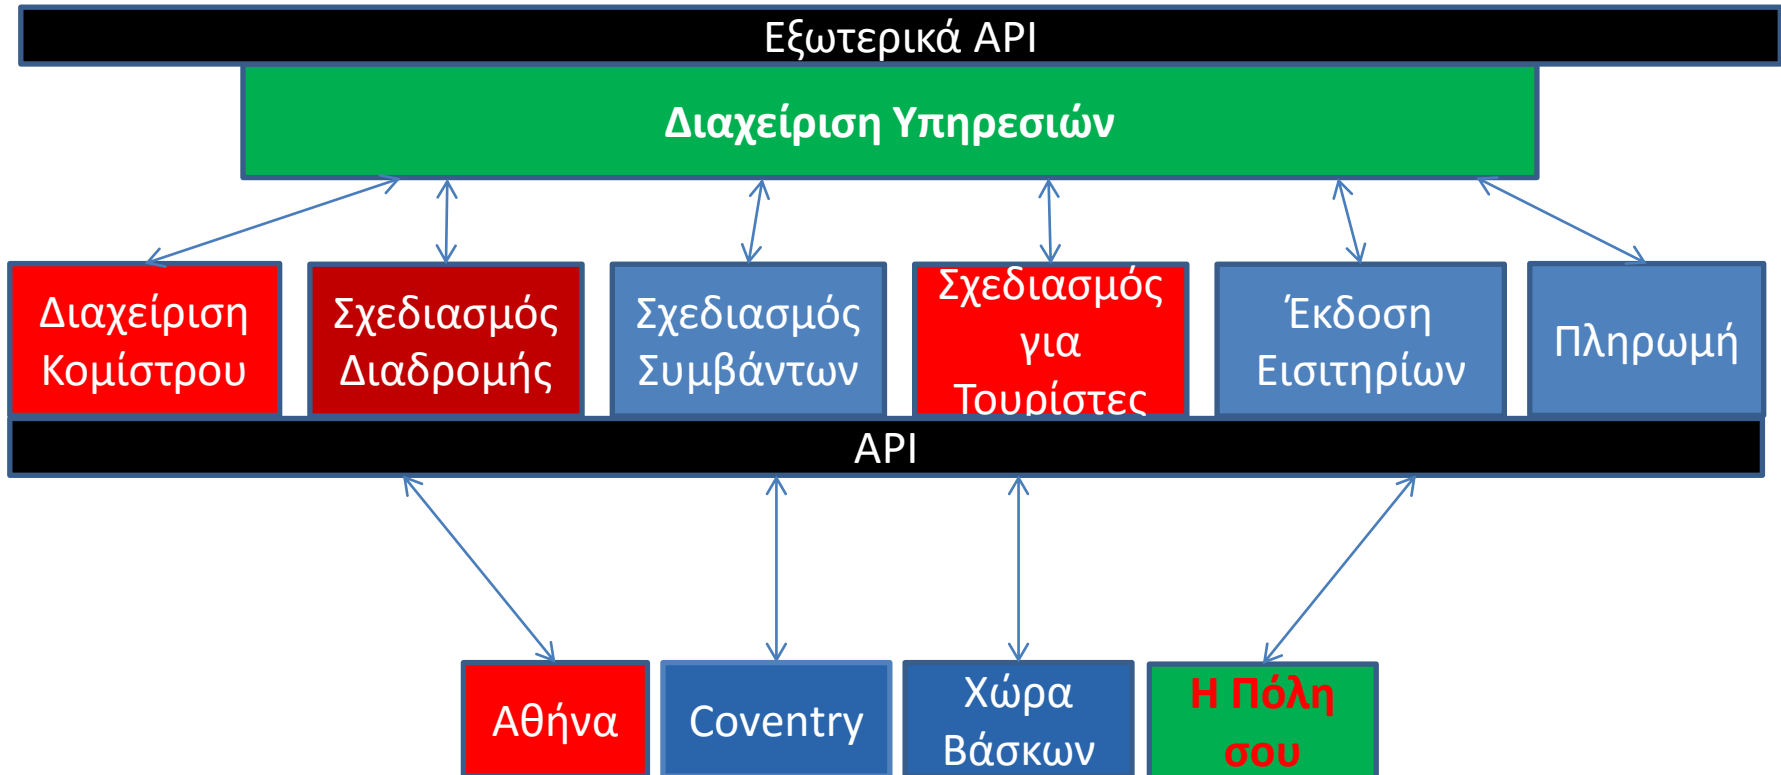 Εξωτερικά API
Διαχείριση Υπηρεσιών
Διαχείριση
Κομίστρου
Σχεδιασμός
Διαδρομής
Σχεδιασμός
Συμβάντων
Σχεδιασμός
για
Τουρίστες
Έκδοση
Εισιτηρίων
Πληρωμή
API
Αθήνα
Coventry
Χώρα
Βάσκων
Η Πόλη
σου